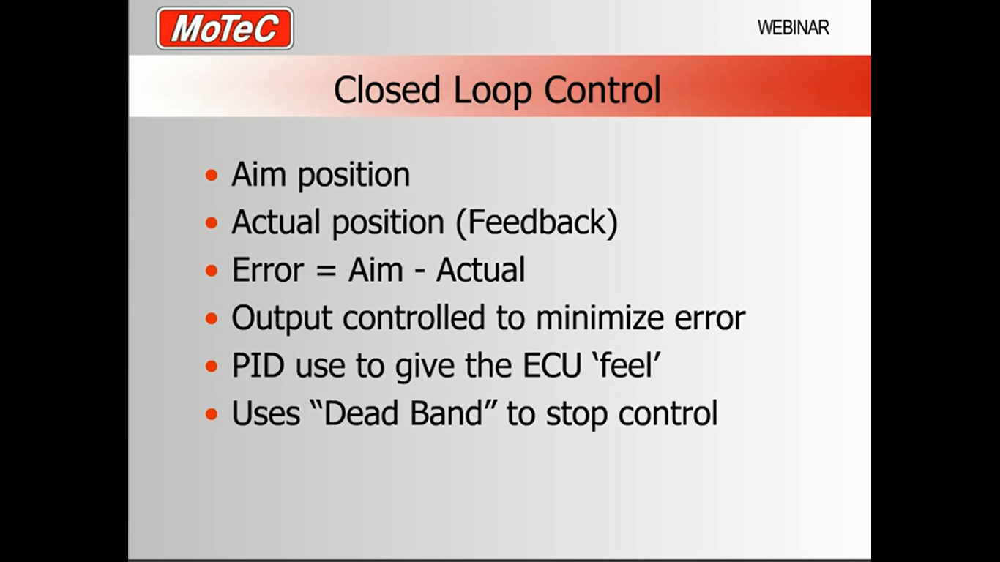 MoTeC
WEBINAR
Closed Loop Control
• Aim position
• Actual position (Feedback)
• Error = Aim - Actual
• Output controlled to minimize error
• PID use to give the ECU ‘feel’
• Uses “Dead Band” to stop control